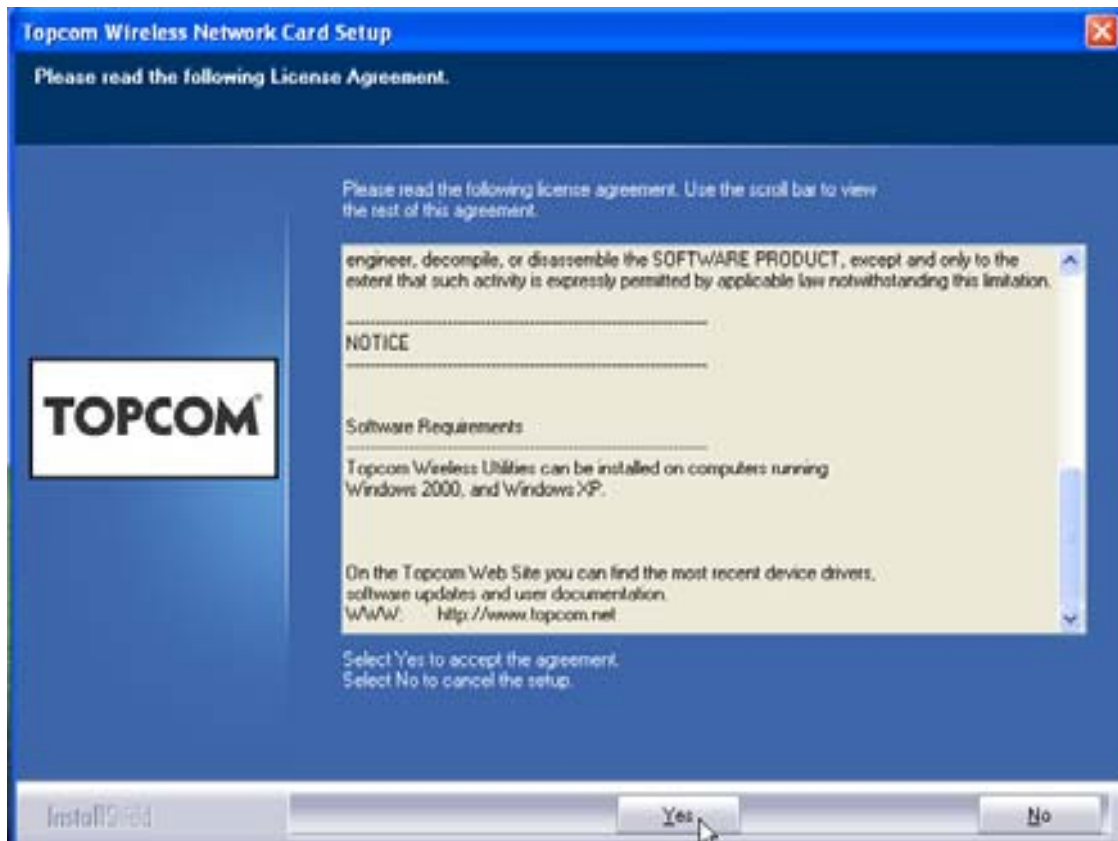 Topcom Wireless Network Card Setup
Please read the following License Agreement.
Please read the following license agreement. Use the scroll bar to view
the rest of this agreement.
engineer, decompile, or disassemble the SOFTWARE PRODUCT, except and only to the
extent that such activity is expressly permitted by applicable law notwithstanding this limitation.
NOTICE
Software Requirements
Topcom Wireless Utilities can be installed on computers running
Windows 2000, and Windows XP.
On the Topcom Web Site you can find the most recent device drivers,
software updates and user documentation.
WWW: http://www.topcom.net
TOPCOM
Select Yes to accept the agreement.
Select No to cancel the setup.
InstallShield
Yes
No